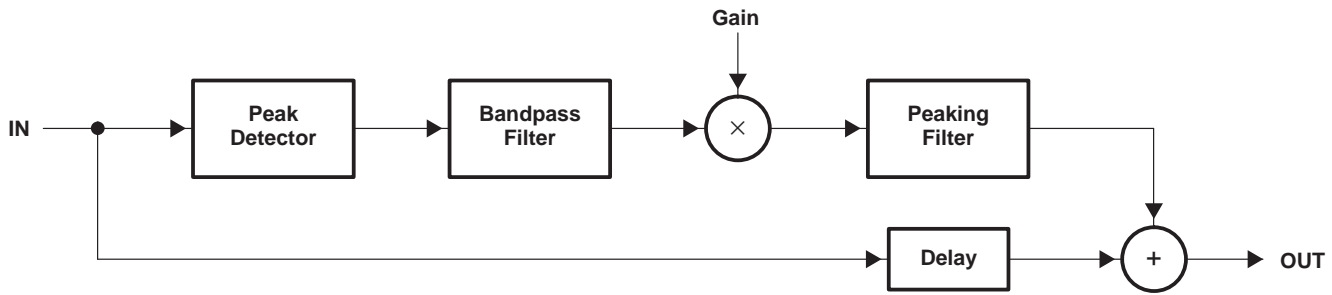 Gain
IN
Peak
Detector
Bandpass
Filter
×
Peaking
Filter
Delay
+
OUT